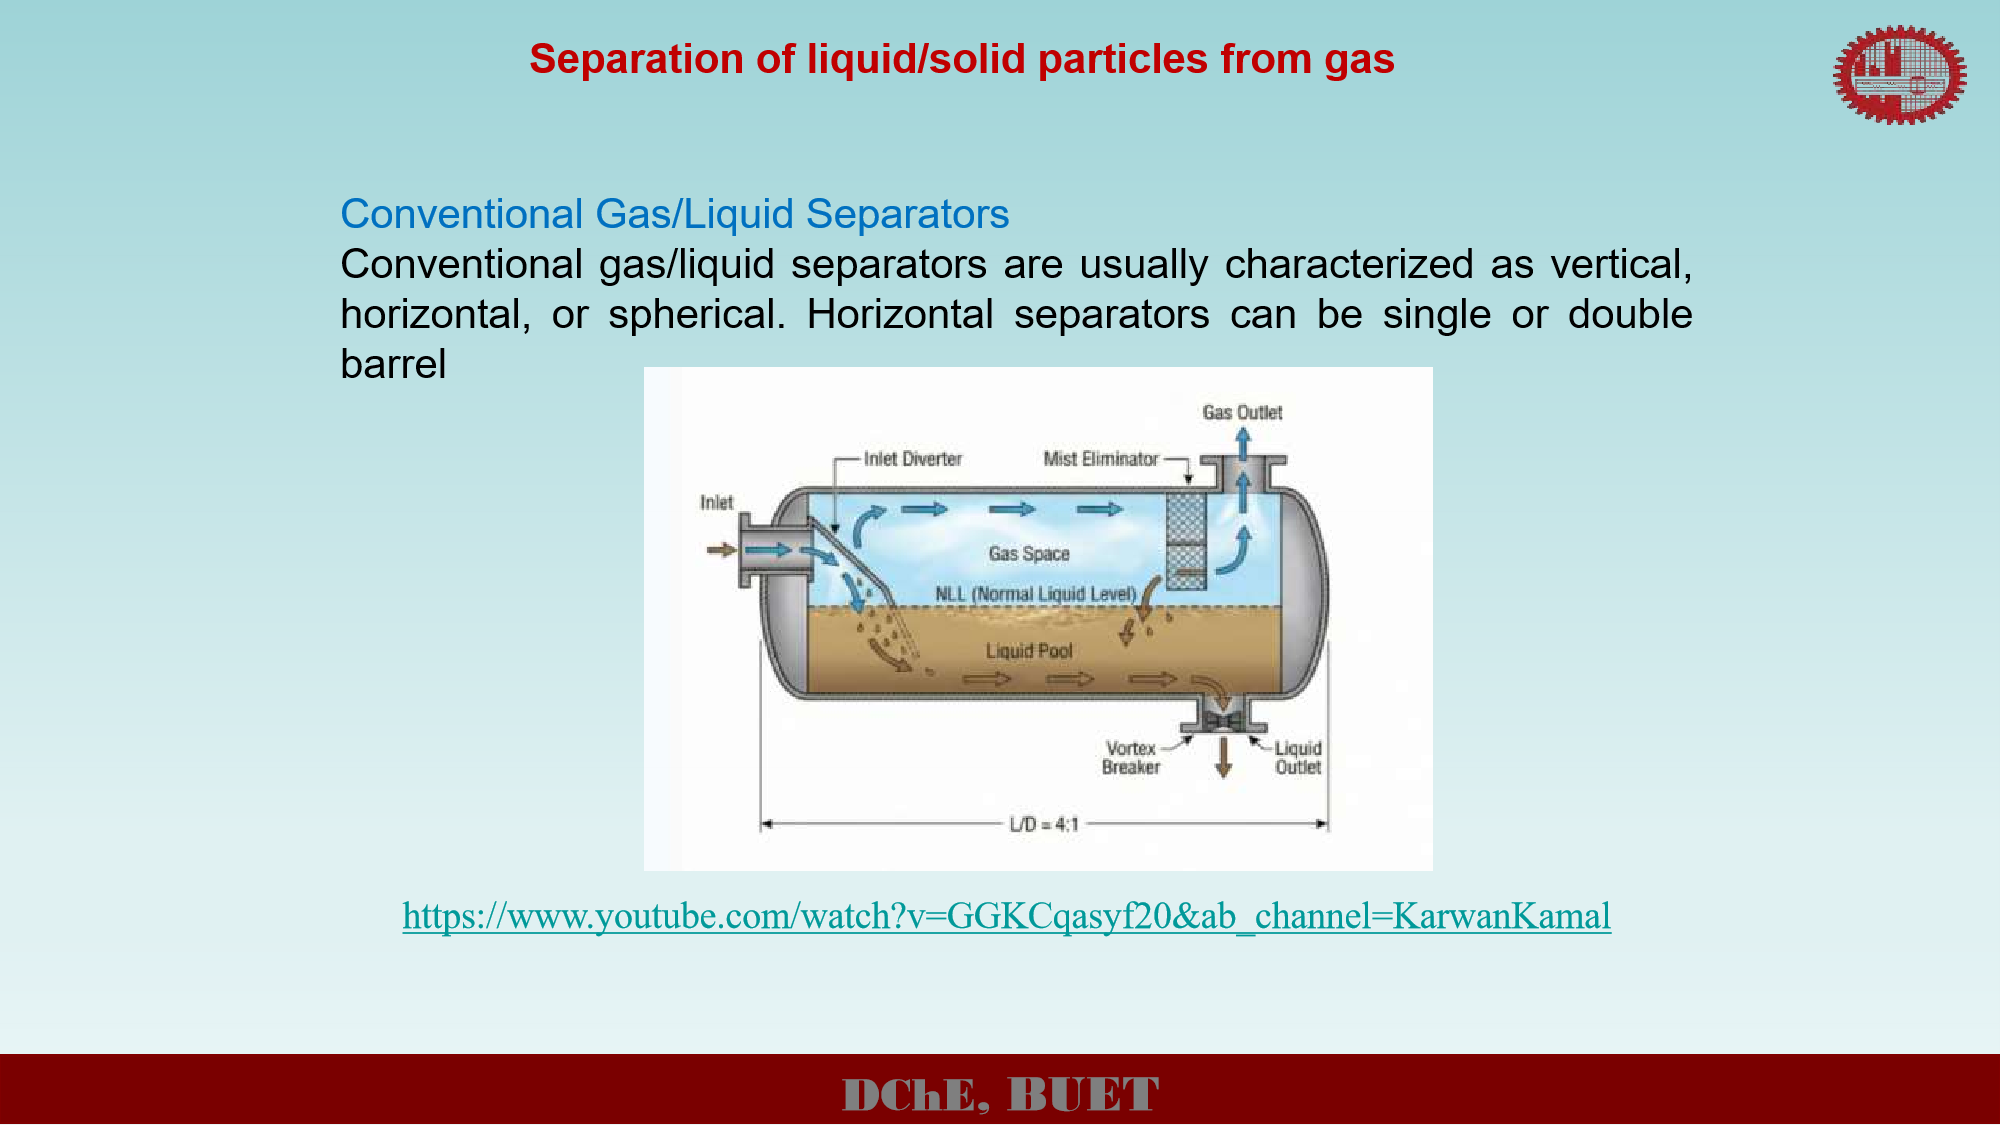 Separation of liquid/solid particles from gas
Conventional Gas/Liquid Separators
Conventional gas/liquid separators are usually characterized as vertical,
horizontal, or spherical. Horizontal separators can be single or double
barrel
Gas Outlet
Inlet Diverter
Mist Eliminator
Inlet
Gas Space
NLL (Normal Liquid Level)
Liquid Pool
Vortex
Breaker
Liquid
Outlet
L/D = 4:1
https://www.youtube.com/watch?v=GGKCqasyf20&ab_channel=KarwanKamal
DChE, BUET